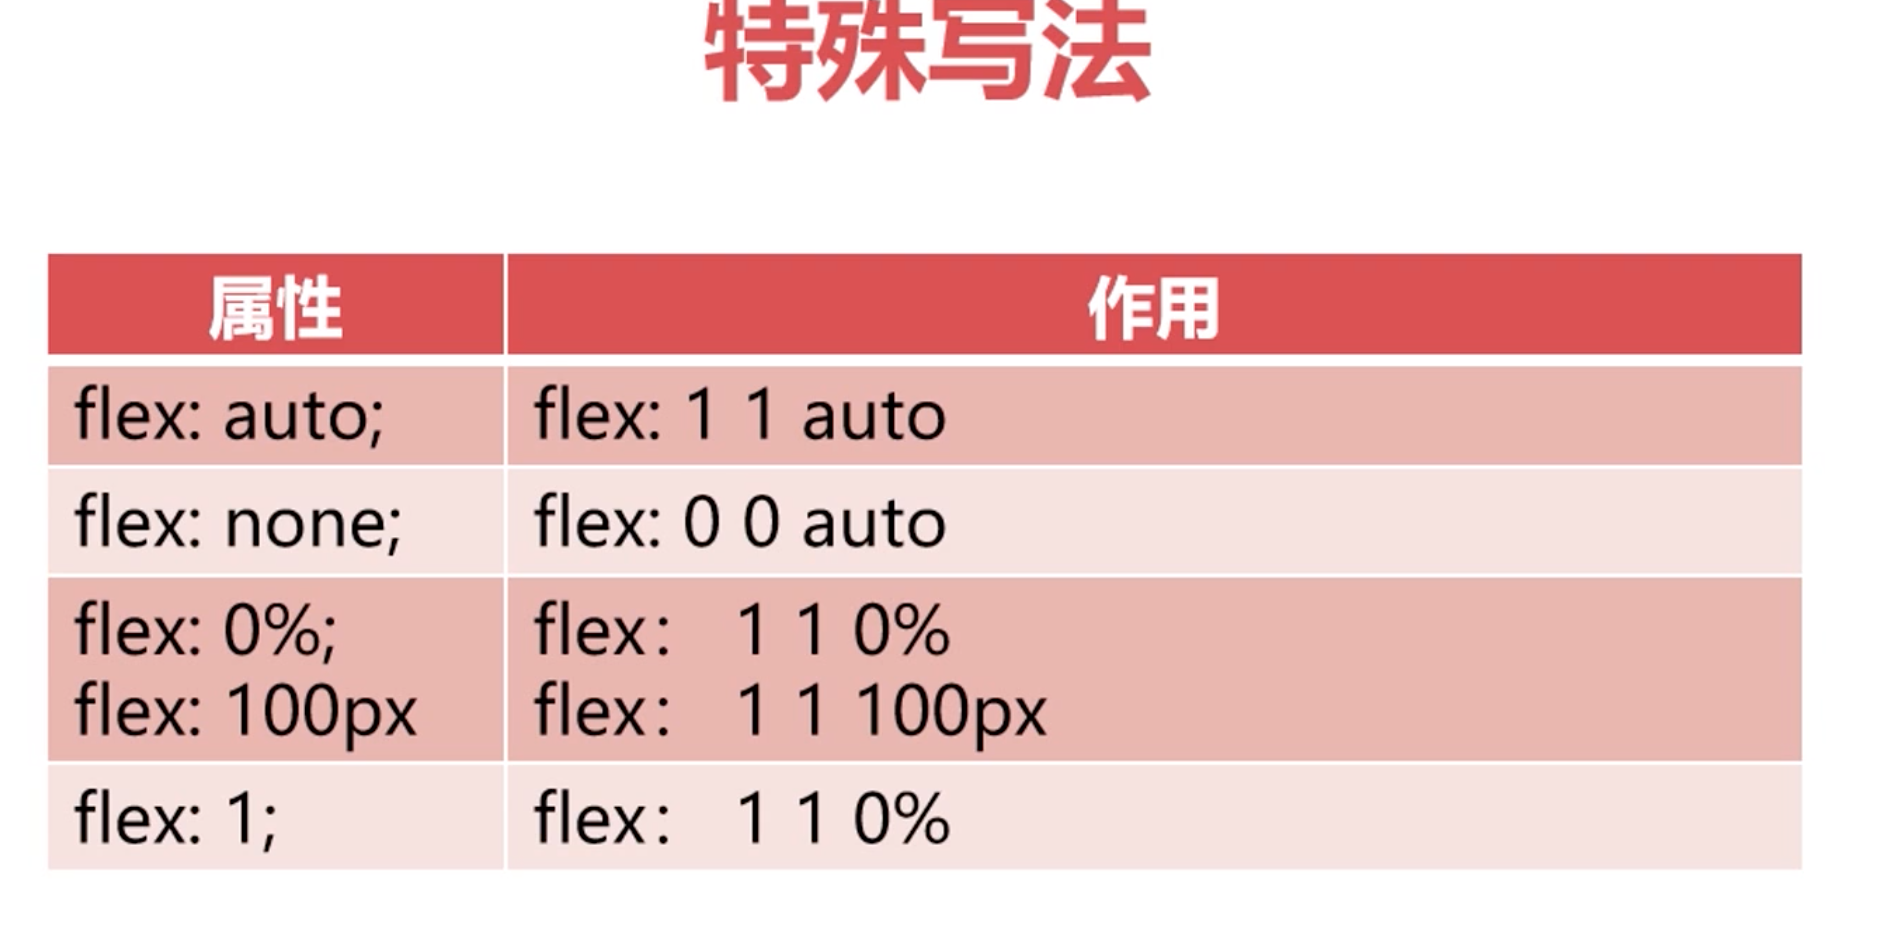 特殊写法
属性 作用
flex: auto; flex: 1 1 auto
flex: none; flex: 0 0 auto
flex: 0%; flex： 1 1 0%
flex: 100px flex： 1 1 100px
flex: 1; flex： 1 1 0%